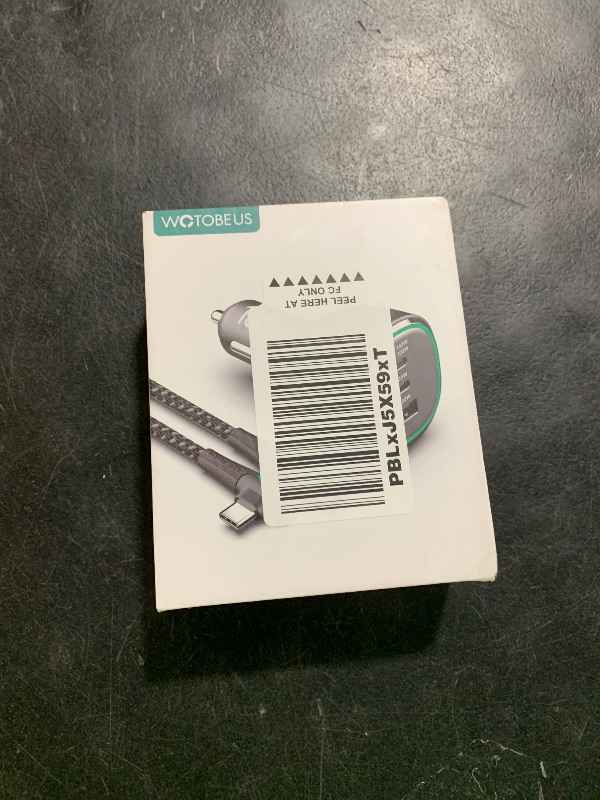 WOTOBEUS
PEEL HERE AT
FC ONLY
PBLxJ5X59xT